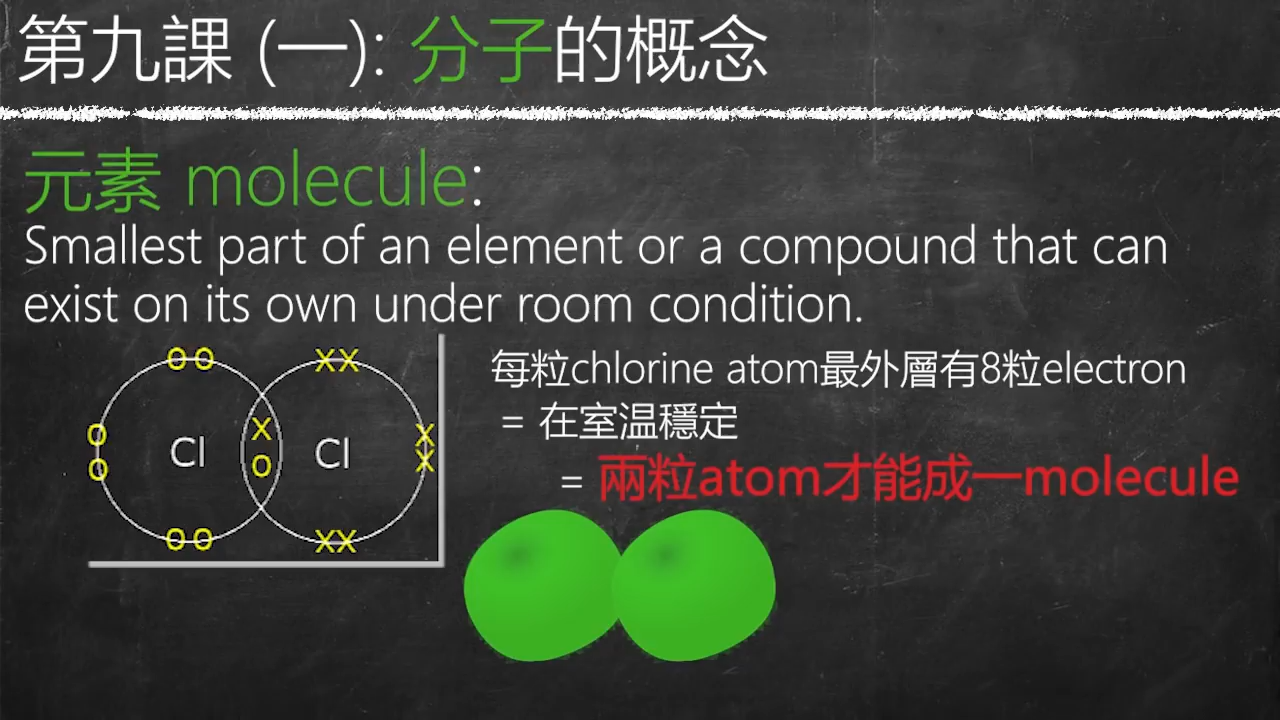 第九課 (一): 分子的概念
元素 molecule:
Smallest part of an element or a compound that can
exist on its own under room condition.
每粒chlorine atom最外層有8粒electron
= 在室温穩定
= 兩粒atom才能成一molecule
OO XX
O X X
Cl Cl
O O X
OO XX